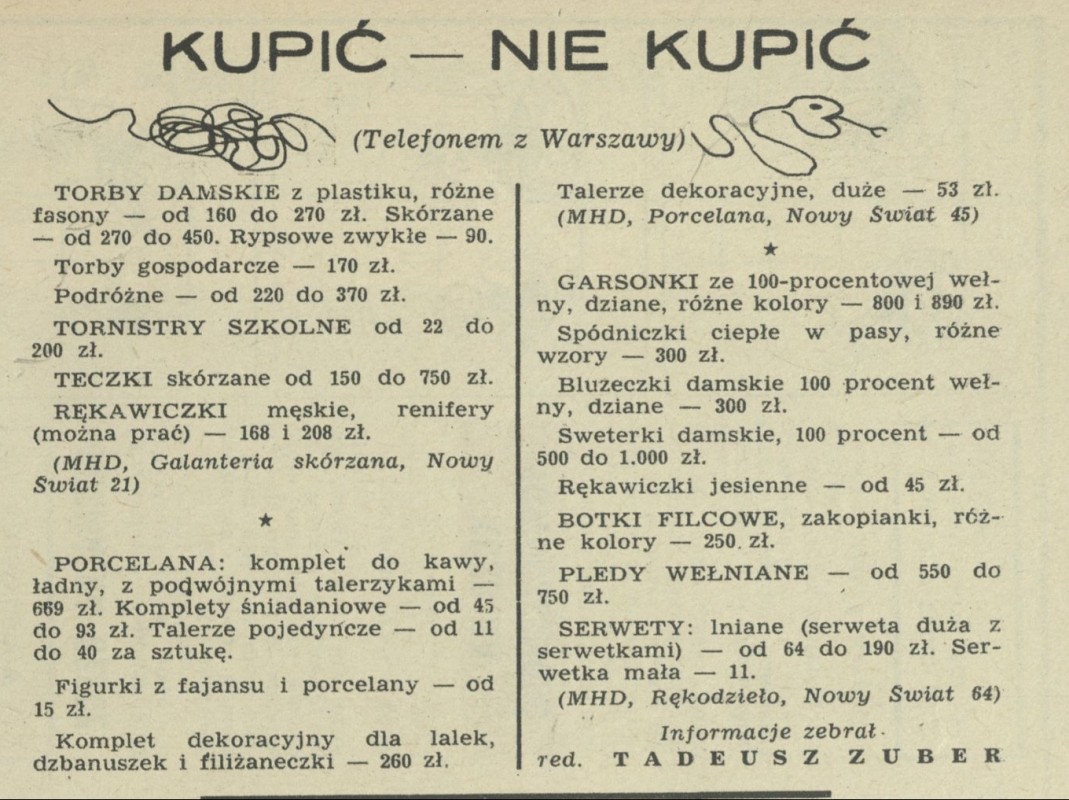 KUPIĆ — NIE KUPIĆ
(Telefonem z Warszawy)
TORBY DAMSKIE z plastiku, różne
fasony — od 160 do 270 zł. Skórzane
— od 270 do 450. Rypsowe zwykłe — 90.
Torby gospodarcze — 170 zł.
Podróżne — od 220 do 370 zł.
TORNISTRY SZKOLNE od 22 do
200 zł.
TECZKI skórzane od 150 do 750 zł.
RĘKAWICZKI męskie, renifery
(można prać) — 168 i 208 zł.
(MHD, Galanteria skórzana, Nowy
Świat 21)
★
PORCELANA: komplet do kawy,
ładny, z podwójnymi talerzykami —
669 zł. Komplety śniadaniowe — od 45
do 93 zł. Talerze pojedyńcze — od 11
do 40 za sztukę.
Figurki z fajansu i porcelany — od
15 zł.
Komplet dekoracyjny dla lalek,
dzbanuszek i filiżaneczki — 260 zł.
Talerze dekoracyjne, duże — 53 zł.
(MHD, Porcelana, Nowy Świat 45)
★
GARSONKI ze 100-procentowej weł-
ny, dziane, różne kolory — 800 i 890 zł.
Spódniczki ciepłe w pasy, różne
wzory — 300 zł.
Bluzeczki damskie 100 procent weł-
ny, dziane — 300 zł.
Sweterki damskie, 100 procent — od
500 do 1.000 zł.
Rękawiczki jesienne — od 45 zł.
BOTKI FILCOWE, zakopianki, róż-
ne kolory — 250 zł.
PLEDY WEŁNIANE — od 550 do
750 zł.
SERWETY: lniane (serweta duża z
serwetkami) — od 64 do 190 zł. Ser-
wetka mała — 11.
(MHD, Rękodzieło, Nowy Świat 64)
Informacje zebrał
red. TADEUSZ ZUBER